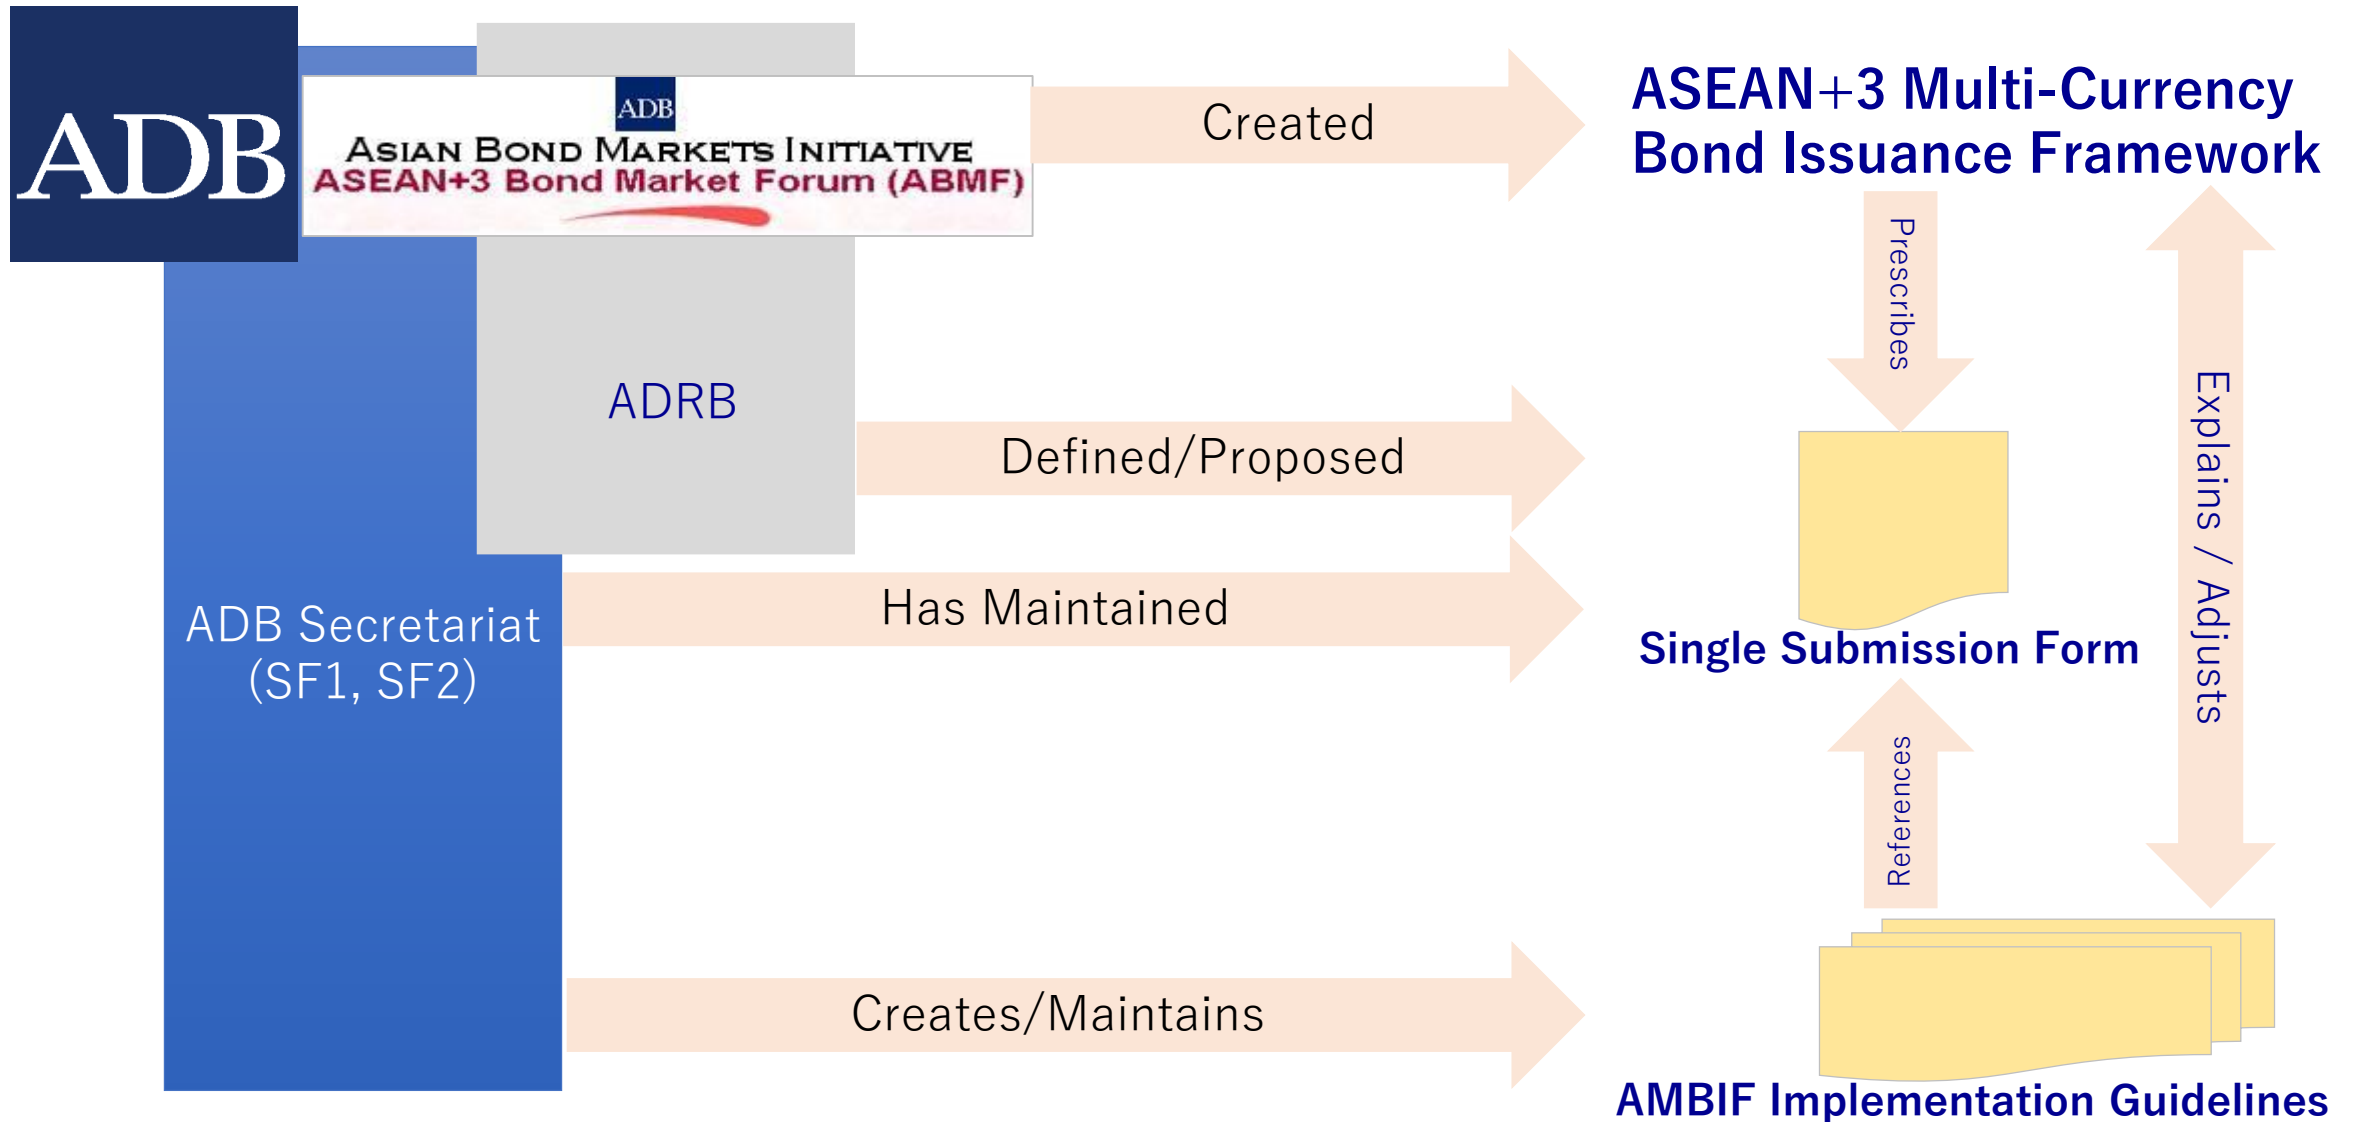 ADB
ADB
ASIAN BOND MARKETS INITIATIVE
ASEAN+3 Bond Market Forum (ABMF)
Created
ASEAN+3 Multi-Currency
Bond Issuance Framework
Prescribes
ADRB
Defined/Proposed
Explains / Adjusts
Has Maintained
ADB Secretariat
(SF1, SF2)
Single Submission Form
References
Creates/Maintains
AMBIF Implementation Guidelines